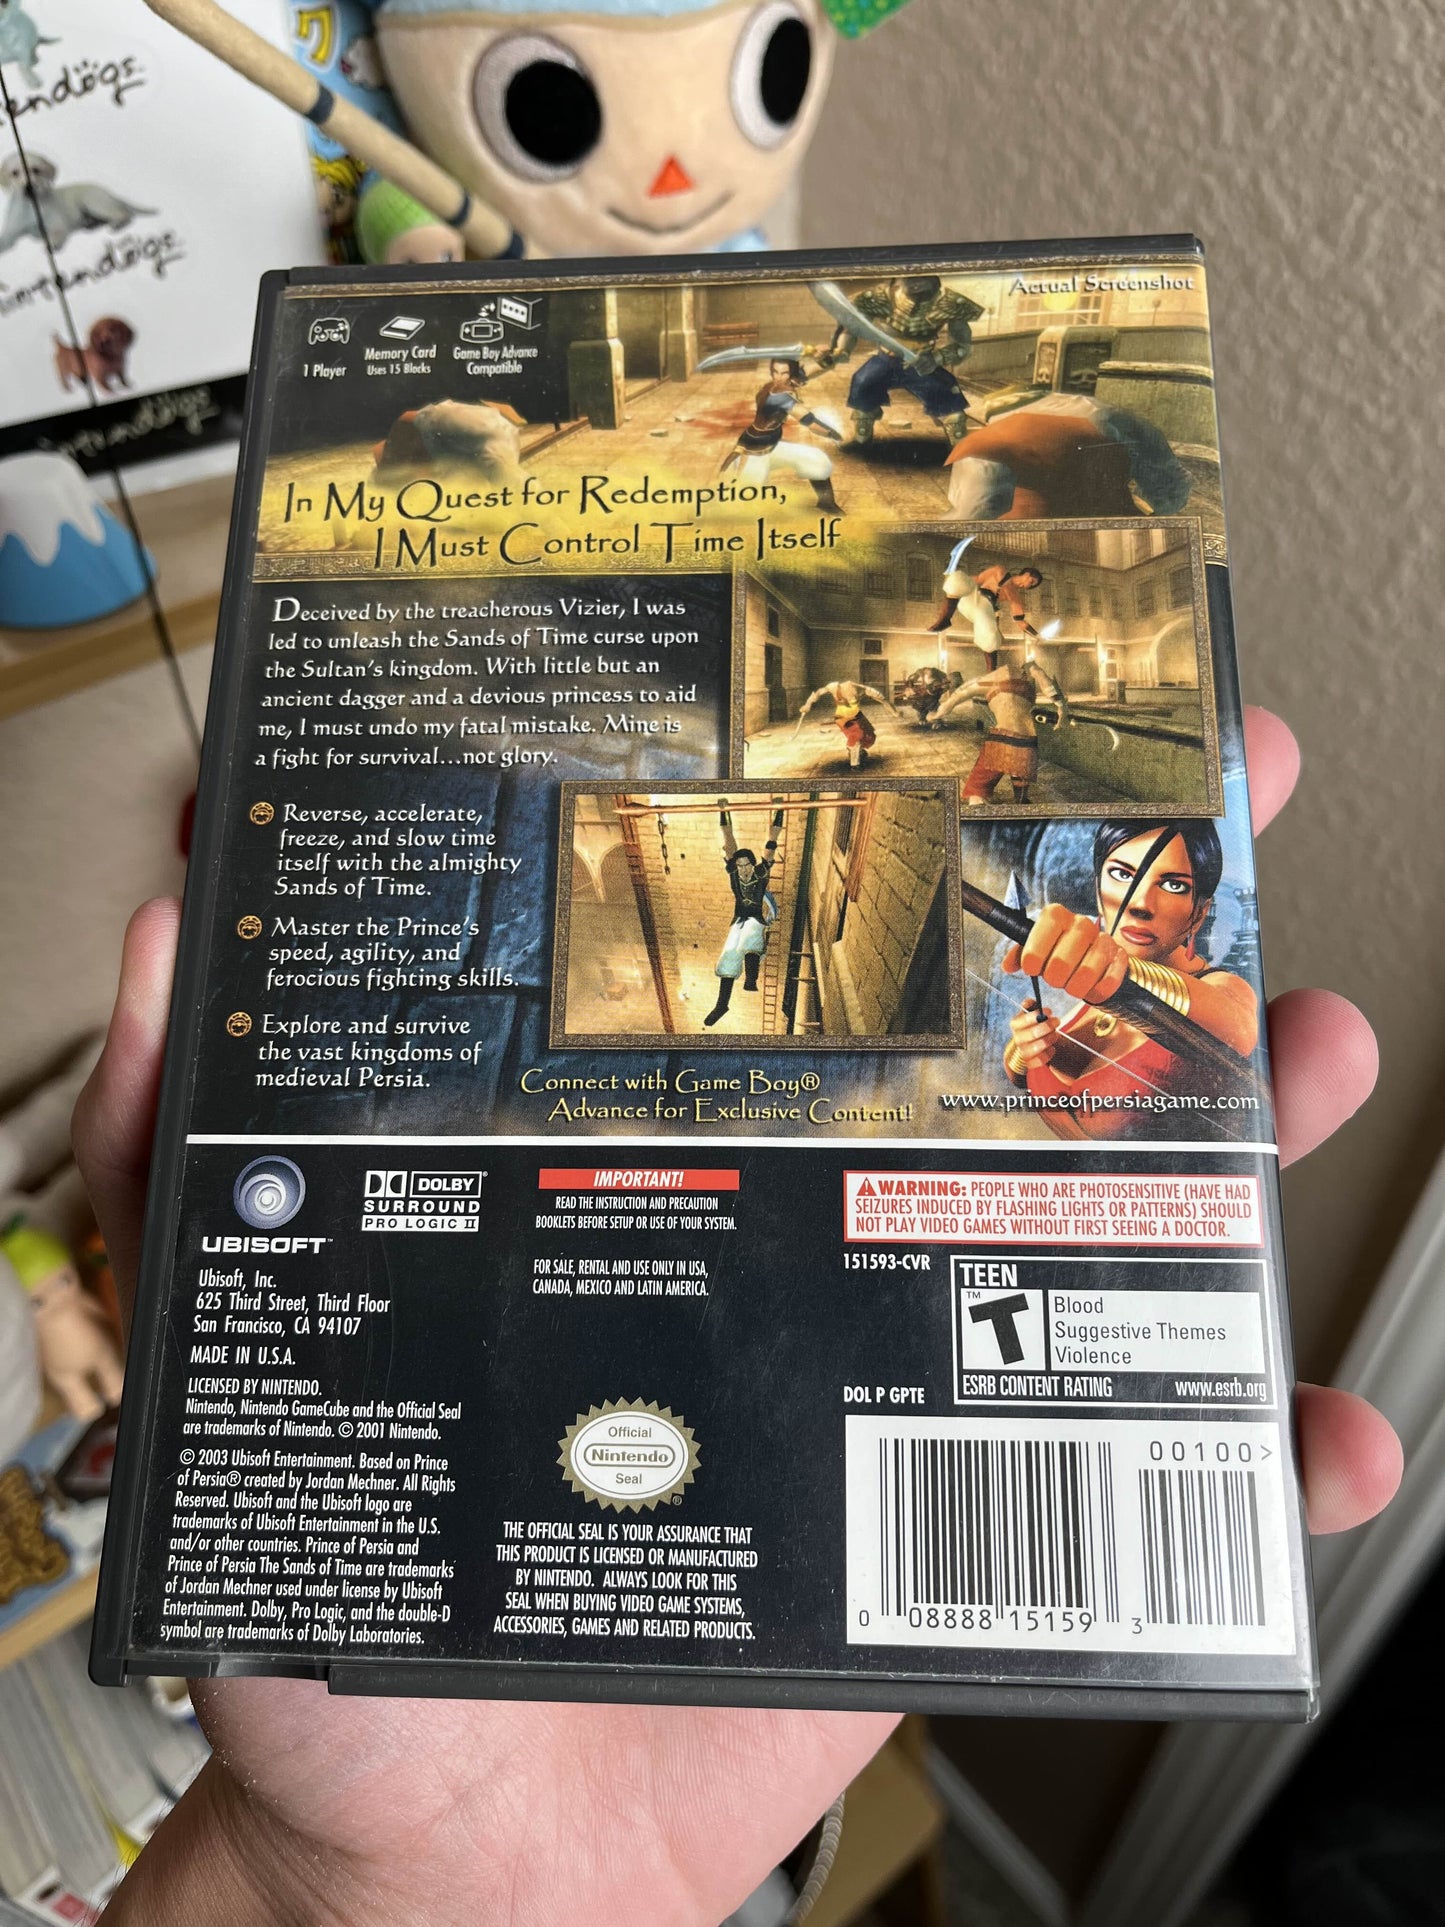 endogs
nintendogs
Actual Screenshot
1 Player
Memory Card
Uses 15 Blocks
Game Boy Advance
Compatible
In My Quest for Redemption,
I Must Control Time Itself
Deceived by the treacherous Vizier, I was
led to unleash the Sands of Time curse upon
the Sultan's kingdom. With little but an
ancient dagger and a devious princess to aid
me, I must undo my fatal mistake. Mine is
a fight for survival...not glory.
Reverse, accelerate,
freeze, and slow time
itself with the almighty
Sands of Time.
Master the Prince's
speed, agility, and
ferocious fighting skills.
Explore and survive
the vast kingdoms of
medieval Persia.
Connect with Game Boy®
Advance for Exclusive Content!
www.princeofpersiagame.com
UBISOFT™
Ubisoft, Inc.
625 Third Street, Third Floor
San Francisco, CA 94107
MADE IN U.S.A.
LICENSED BY NINTENDO.
Nintendo, Nintendo GameCube and the Official Seal
are trademarks of Nintendo. © 2001 Nintendo.
© 2003 Ubisoft Entertainment. Based on Prince
of Persia® created by Jordan Mechner. All Rights
Reserved. Ubisoft and the Ubisoft logo are
trademarks of Ubisoft Entertainment in the U.S.
and/or other countries. Prince of Persia and
Prince of Persia The Sands of Time are trademarks
of Jordan Mechner used under license by Ubisoft
Entertainment. Dolby, Pro Logic, and the double-D
symbol are trademarks of Dolby Laboratories.
DOLBY®
SURROUND
PRO LOGIC II
IMPORTANT!
READ THE INSTRUCTION AND PRECAUTION
BOOKLETS BEFORE SETUP OR USE OF YOUR SYSTEM.
FOR SALE, RENTAL AND USE ONLY IN USA,
CANADA, MEXICO AND LATIN AMERICA.
Official
Nintendo
Seal
®
THE OFFICIAL SEAL IS YOUR ASSURANCE THAT
THIS PRODUCT IS LICENSED OR MANUFACTURED
BY NINTENDO. ALWAYS LOOK FOR THIS
SEAL WHEN BUYING VIDEO GAME SYSTEMS,
ACCESSORIES, GAMES AND RELATED PRODUCTS.
WARNING: PEOPLE WHO ARE PHOTOSENSITIVE (HAVE HAD
SEIZURES INDUCED BY FLASHING LIGHTS OR PATTERNS) SHOULD
NOT PLAY VIDEO GAMES WITHOUT FIRST SEEING A DOCTOR.
151593-CVR
TEEN
™
T
Blood
Suggestive Themes
Violence
ESRB CONTENT RATING www.esrb.org
DOL P GPTE
00100>
0 08888 15159 3